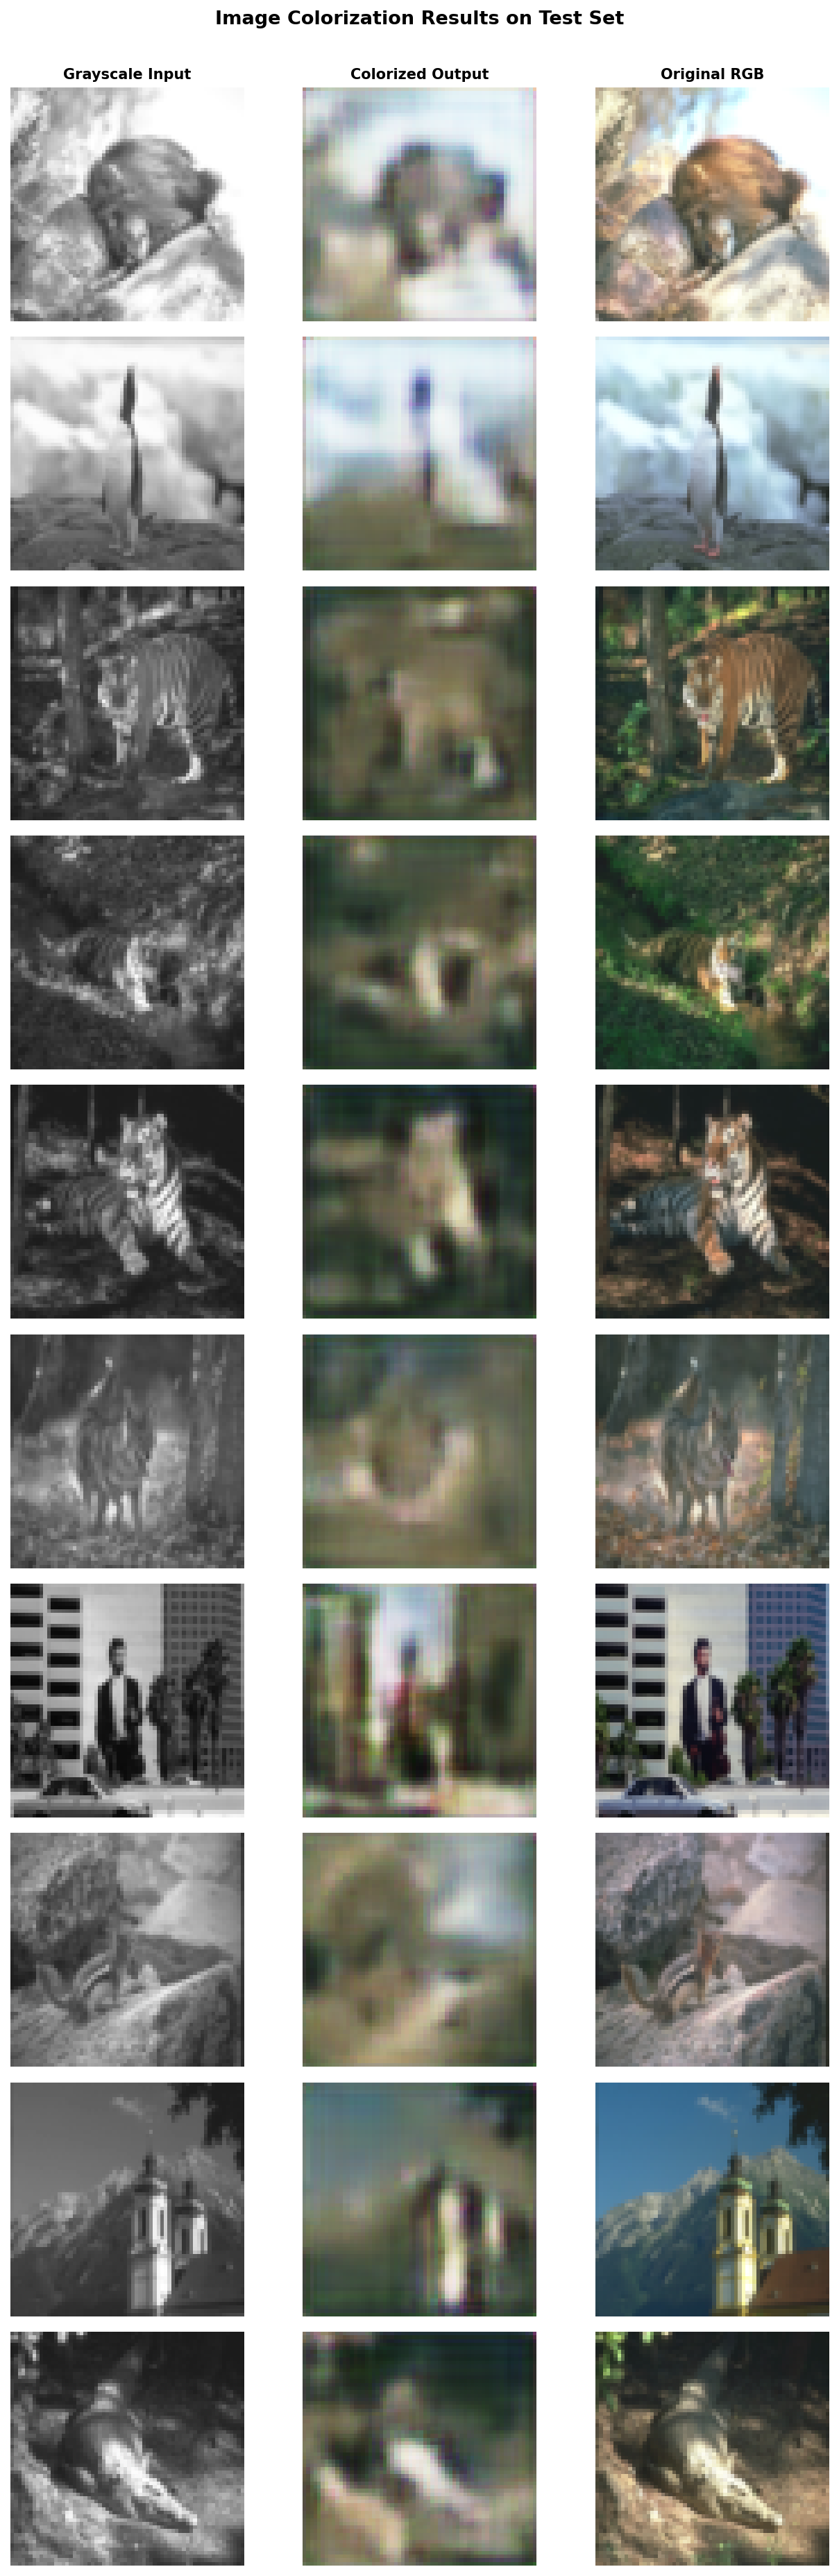 Image Colorization Results on Test Set
Grayscale Input
Colorized Output
Original RGB